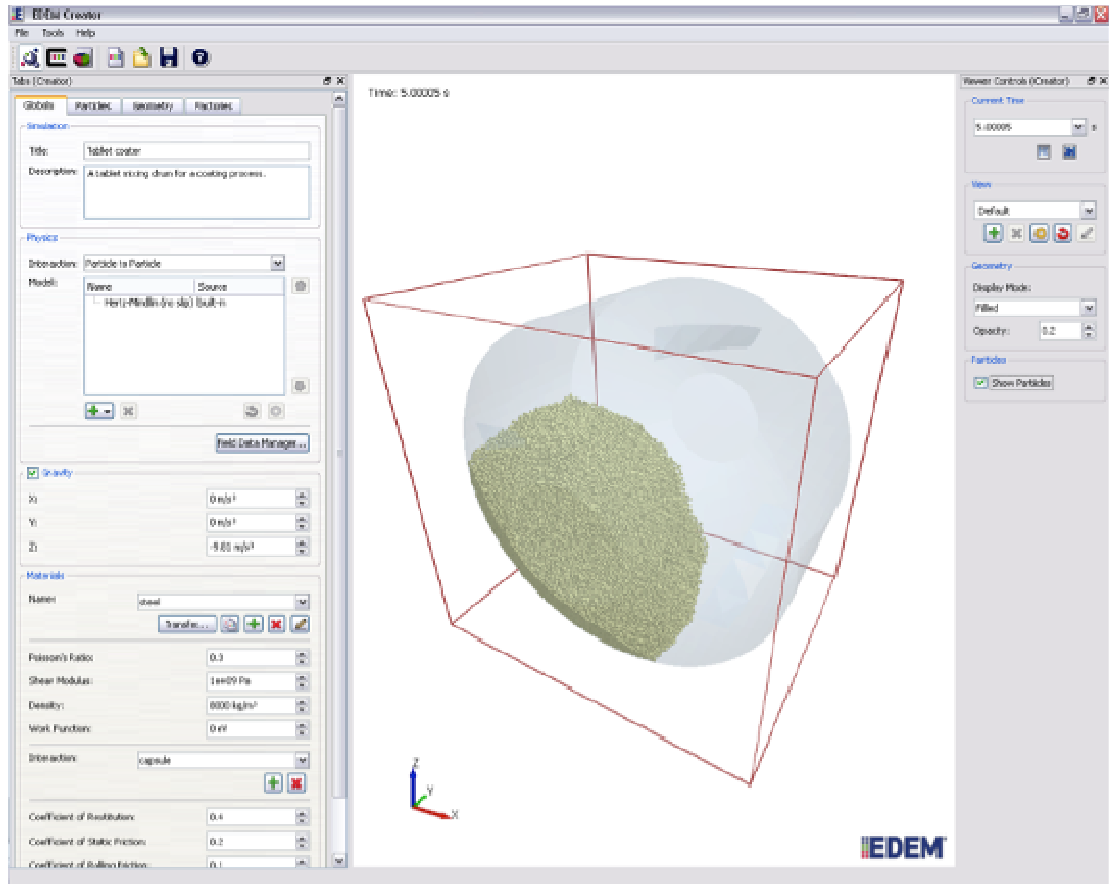 EDEM Creator
File Tools Help
Tabs (Creator)
Globals Particles Geometry Factories
Simulation
Title: Tablet coater
Description: A tablet mixing drum for a coating process.
Physics
Interaction: Particle to Particle
Model: Name Source
Hertz-Mindlin (no slip) built-in
Field Data Manager...
Gravity
X: 0 m/s²
Y: 0 m/s²
Z: -9.81 m/s²
Materials
Name: steel
Transfer...
Poisson's Ratio: 0.3
Shear Modulus: 1e+09 Pa
Density: 8000 kg/m³
Work Function: 0 eV
Interaction: capsule
Coefficient of Restitution: 0.4
Coefficient of Static Friction: 0.2
Coefficient of Rolling Friction: 0.1
Time: 5.00005 s
Z
Y
X
EDEM
Viewer Controls (Creator)
Current Time
5.00005 s
View
Default
Geometry
Display Mode:
Filled
Opacity: 0.2
Particles
Show Particles